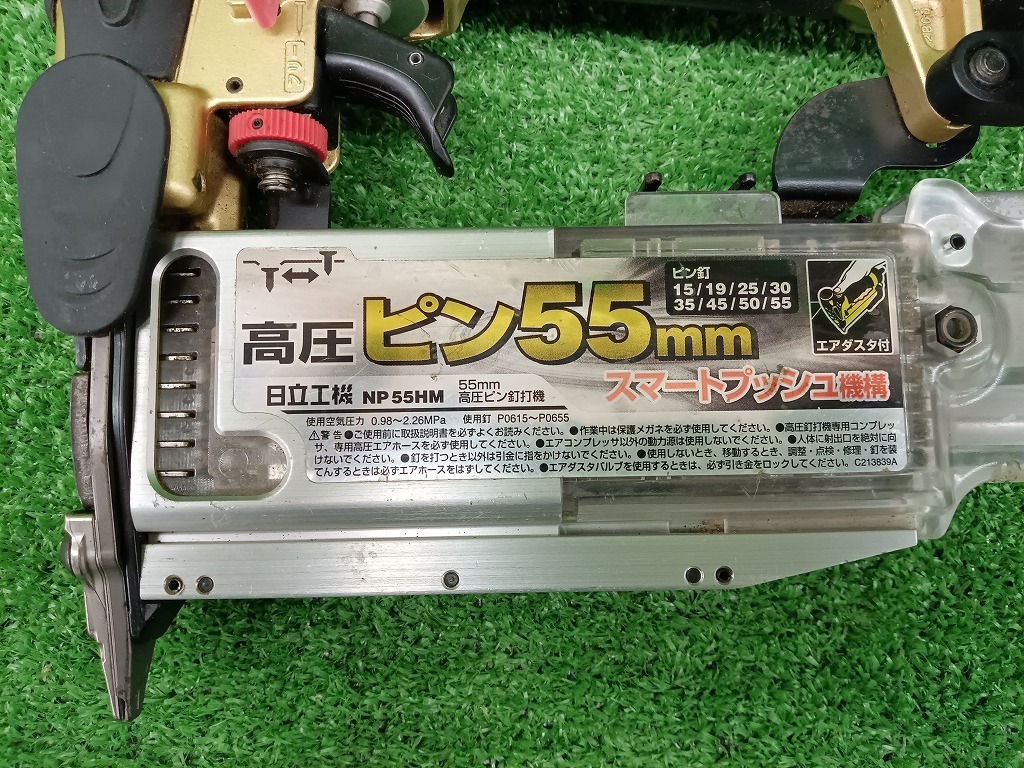 ピン釘
15/19/25/30
35/45/50/55
高圧 ピン55mm
エアダスタ付
スマートプッシュ機構
日立工機 NP55HM 55mm
高圧ピン釘打機
使用空気圧力 0.98～2.26MPa 使用釘 P0615～P0655
⚠警告●ご使用前に取扱説明書を必ずよくお読みください。●作業中は保護メガネを必ず使用してください。●高圧釘打機専用コンプレッ
サ、専用高圧エアホースを必ず使用してください。●エアコンプレッサ以外の動力源は使用しないでください。●人体に射出口を絶対に向
けないでください。●釘を打つとき以外は引金に指をかけないでください。●使用しないとき、移動するとき、調整・点検・修理・釘を装
てんするときは必ずエアホースをはずしてください。●エアダスタバルブを使用するときは、必ず引き金をロックしてください。C213839A